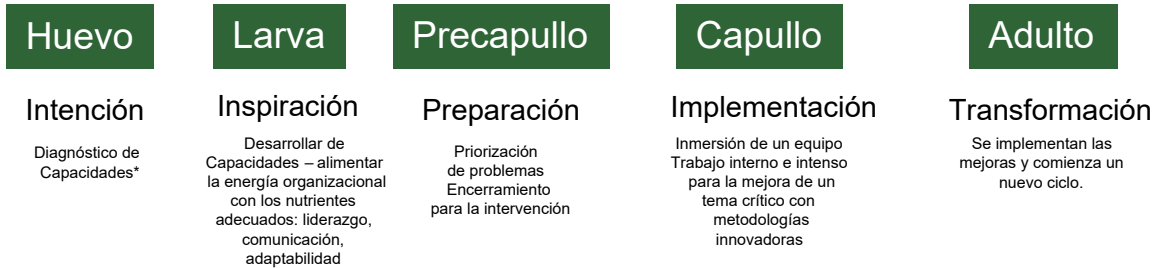 Huevo
Intención
Diagnóstico de
Capacidades*
Larva
Inspiración
Desarrollar de
Capacidades – alimentar
la energía organizacional
con los nutrientes
adecuados: liderazgo,
comunicación,
adaptabilidad
Precapullo
Preparación
Priorización
de problemas
Encerramiento
para la intervención
Capullo
Implementación
Inmersión de un equipo
Trabajo interno e intenso
para la mejora de un
tema crítico con
metodologías
innovadoras
Adulto
Transformación
Se implementan las
mejoras y comienza un
nuevo ciclo.